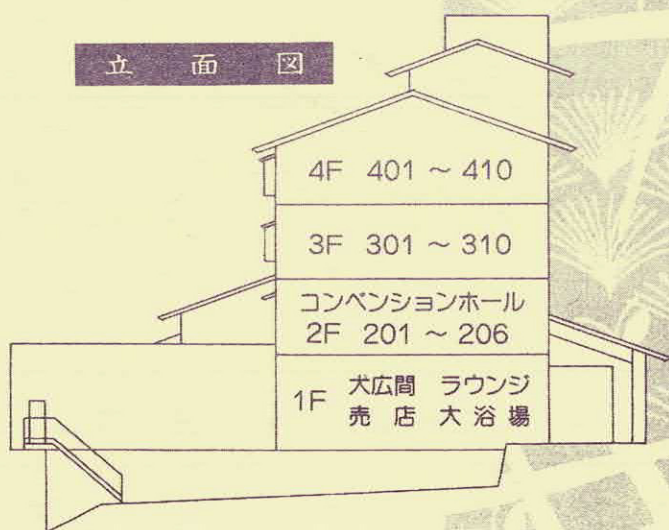 立面図
4F 401 ~ 410
3F 301 ~ 310
コンベンションホール
2F 201 ~ 206
1F 犬広間 ラウンジ
売店 大浴場